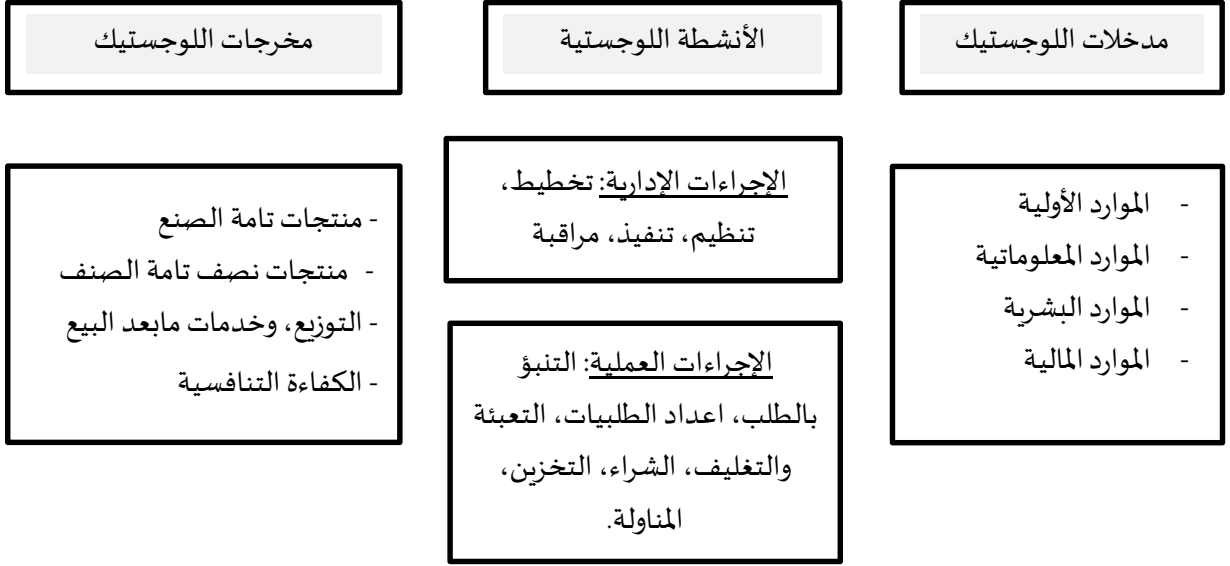 مدخلات اللوجستيك
الأنشطة اللوجستية
مخرجات اللوجستيك
- الموارد الأولية
- الموارد المعلوماتية
- الموارد البشرية
- الموارد المالية
الإجراءات الإدارية: تخطيط،
تنظيم، تنفيذ، مراقبة
الإجراءات العملية: التنبؤ
بالطلب، اعداد الطلبيات، التعبئة
والتغليف، الشراء، التخزين،
المناولة.
- منتجات تامة الصنع
- منتجات نصف تامة الصنف
- التوزيع، وخدمات مابعد البيع
- الكفاءة التنافسية